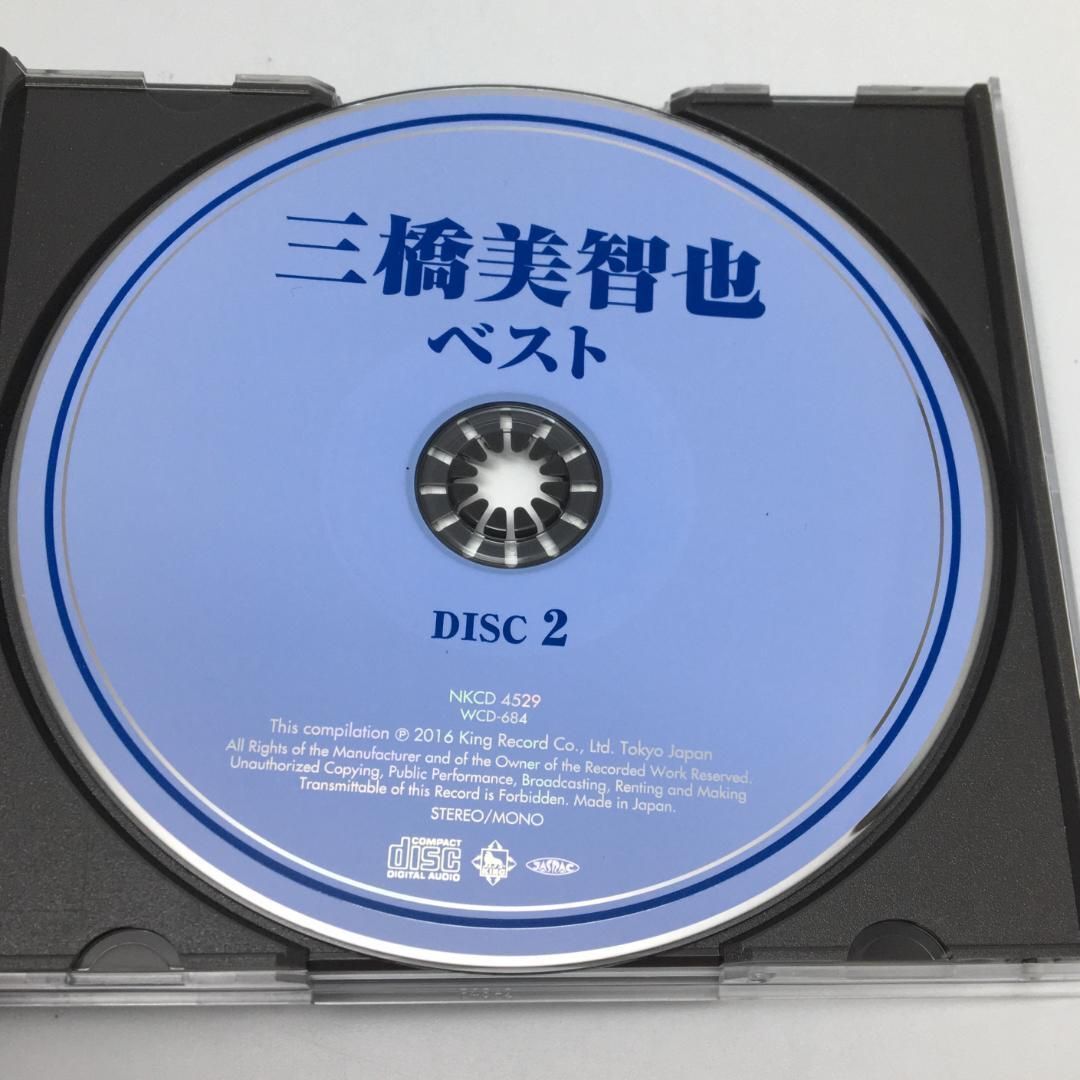 三橋美智也
ベスト
DISC 2
NKCD 4529
WCD-684
This compilation ℗ 2016 King Record Co., Ltd. Tokyo Japan
All Rights of the Manufacturer and of the Owner of the Recorded Work Reserved.
Unauthorized Copying, Public Performance, Broadcasting, Renting and Making
Transmittable of this Record is Forbidden. Made in Japan.
STEREO/MONO
COMPACT
disc
DIGITAL AUDIO
KING
JASRAC